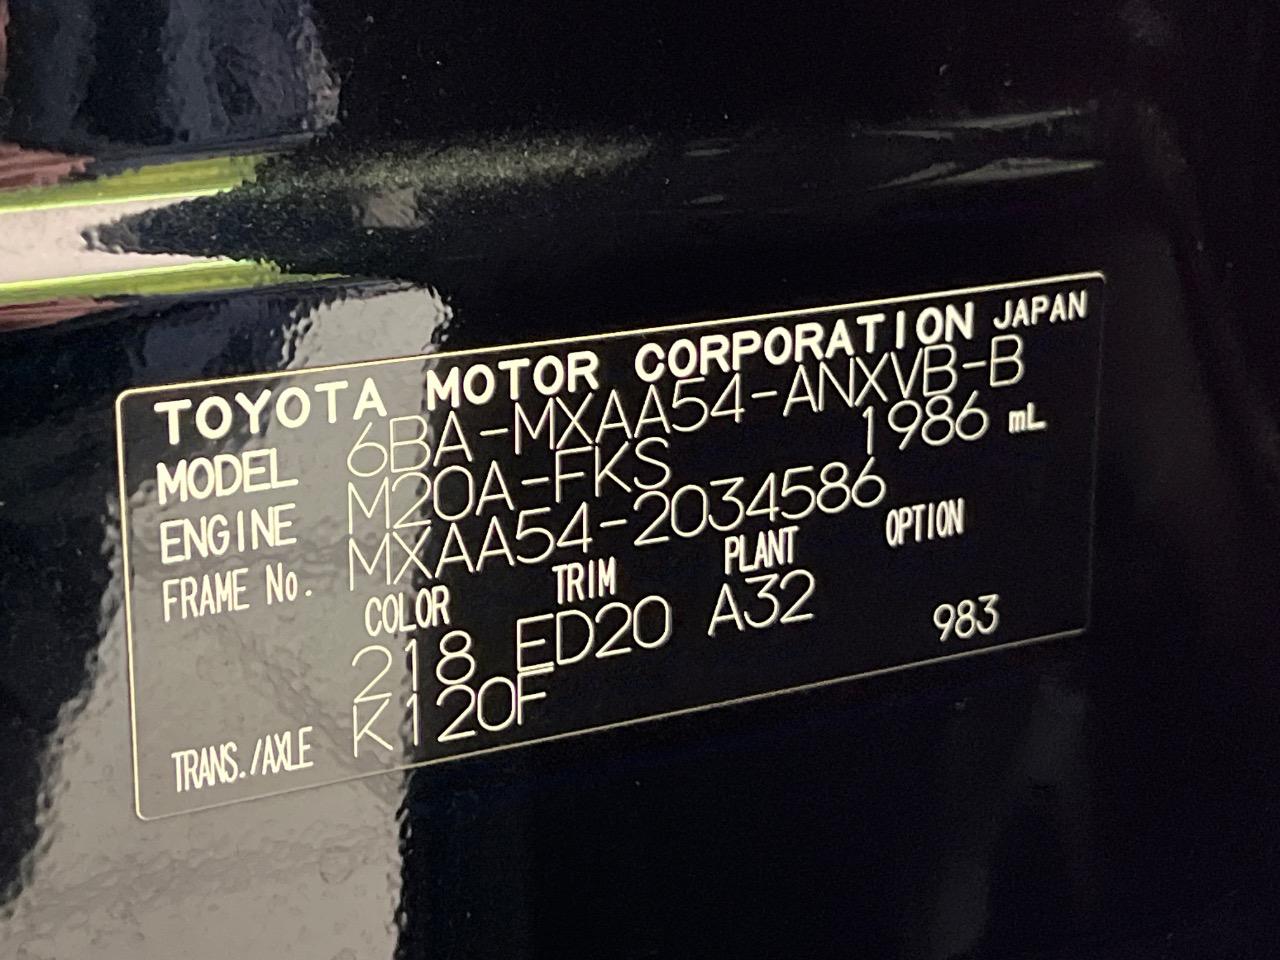 TOYOTA MOTOR CORPORATION JAPAN
MODEL 6BA-MXAA54-ANXVB-B
ENGINE M20A-FKS 1986 mL
FRAME No. MXAA54-2034586
COLOR TRIM PLANT OPTION
218 ED20 A32
TRANS./AXLE K120F 983